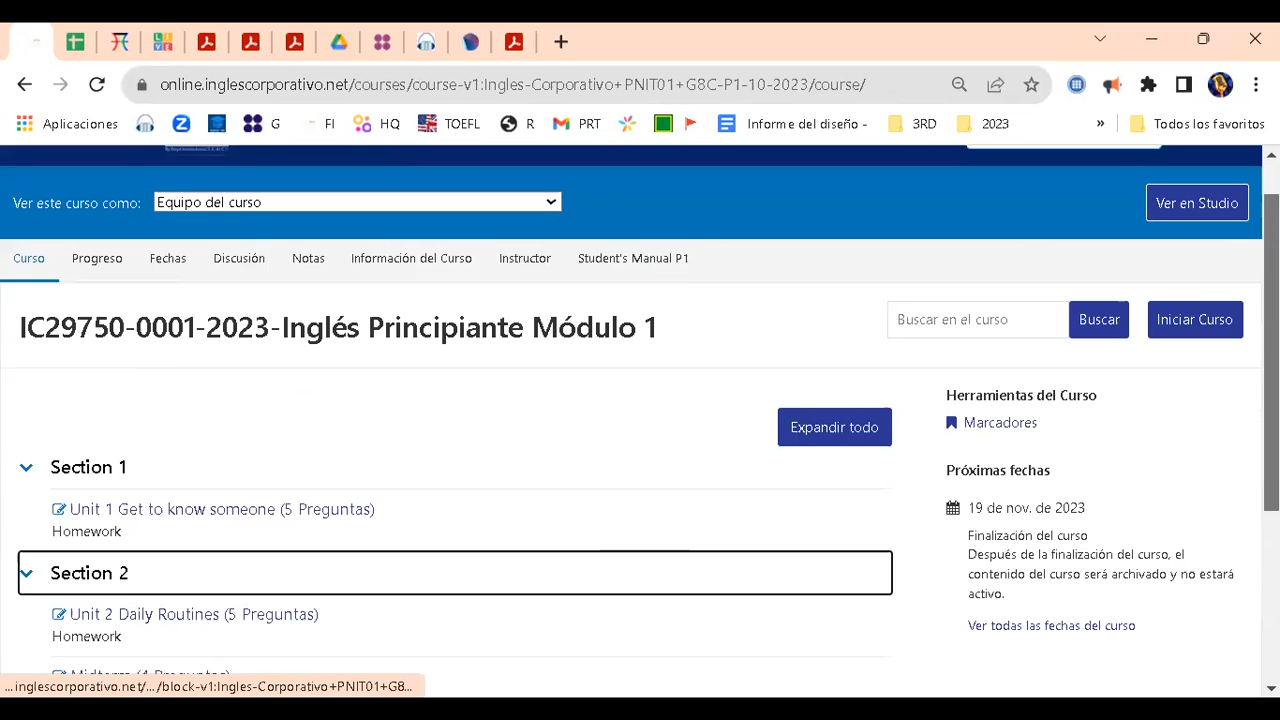 online.inglescorporativo.net/courses/course-v1:Ingles-Corporativo+PNIT01+G8C-P1-10-2023/course/
Aplicaciones G FI HQ TOEFL R PRT Informe del diseño - 3RD 2023 » Todos los favoritos
Ver este curso como: Equipo del curso Ver en Studio
Curso Progreso Fechas Discusión Notas Información del Curso Instructor Student's Manual P1
IC29750-0001-2023-Inglés Principiante Módulo 1
Buscar en el curso Buscar Iniciar Curso
Herramientas del Curso
Marcadores
Expandir todo
Section 1
Unit 1 Get to know someone (5 Preguntas)
Homework
Section 2
Unit 2 Daily Routines (5 Preguntas)
Homework
Midterm (4 Preguntas)
Próximas fechas
19 de nov. de 2023
Finalización del curso
Después de la finalización del curso, el
contenido del curso será archivado y no estará
activo.
Ver todas las fechas del curso
...inglescorporativo.net/.../block-v1:Ingles-Corporativo+PNIT01+G8...